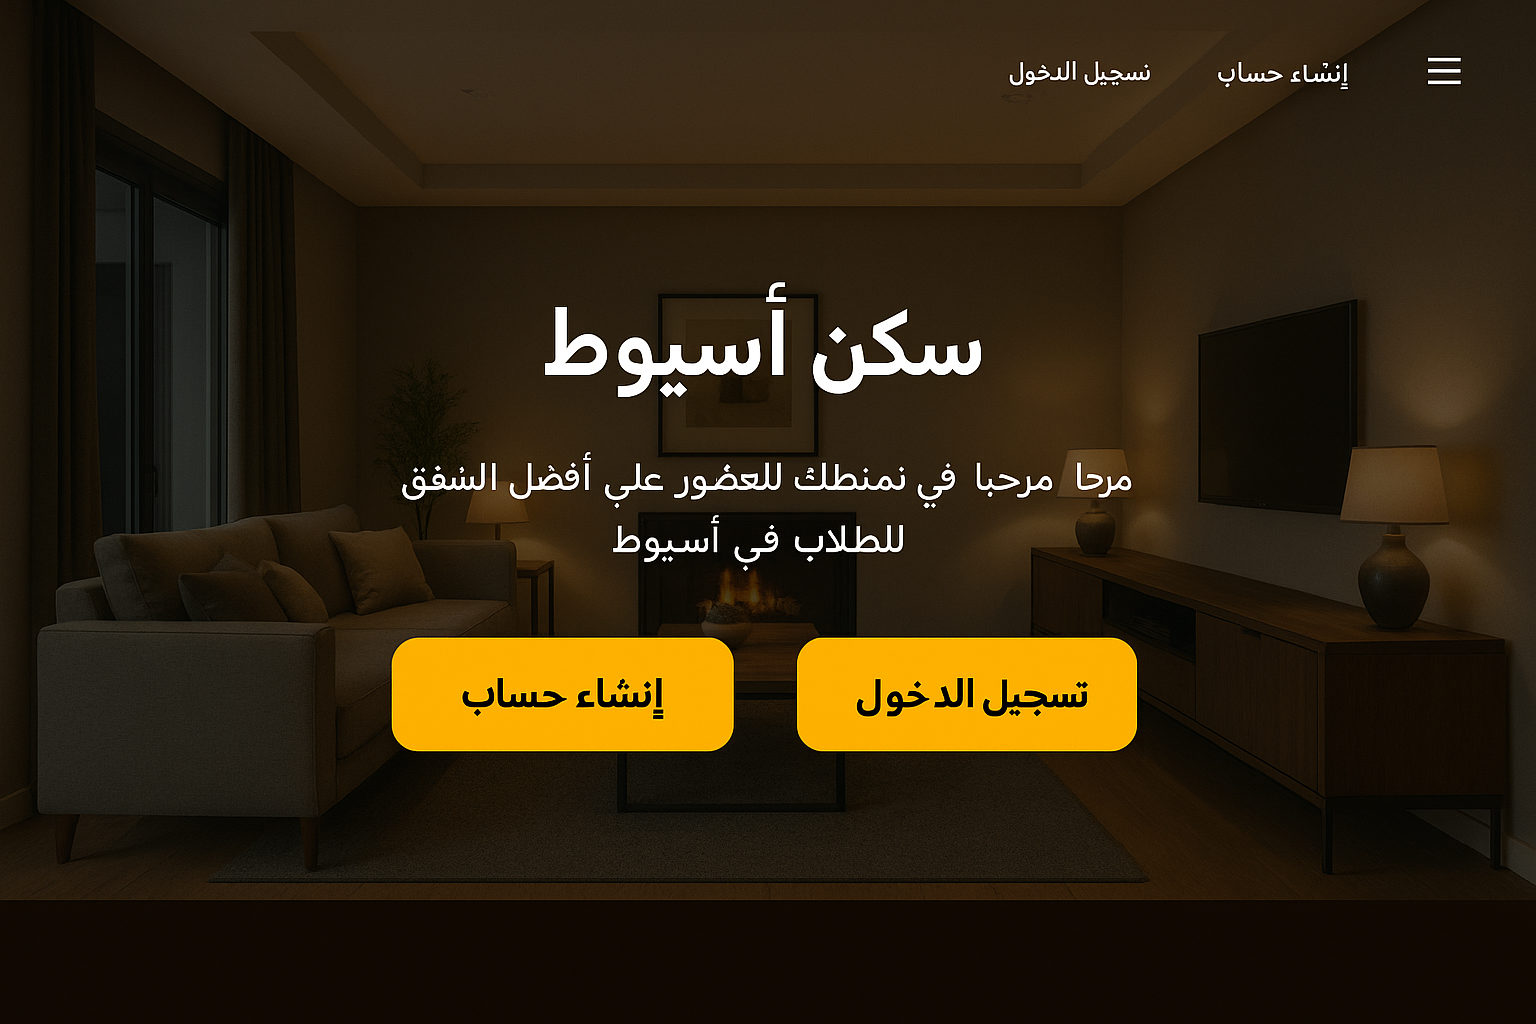 إنشاء حساب
نسجيل الدخول
سكن أسيوط
مرحا مرحبا في نمنطك للعضور علي أفضل الشفق
للطلاب في أسيوط
تسجيل الدخول
إنشاء حساب